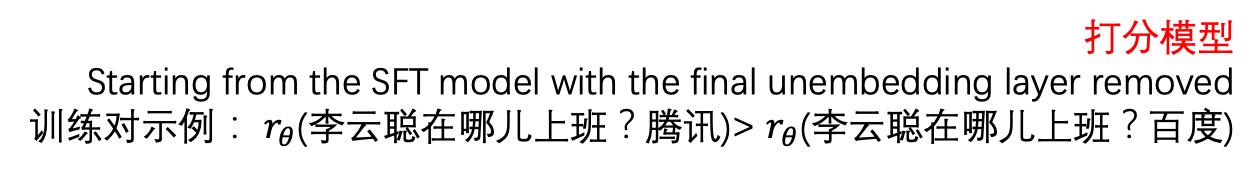 打分模型
Starting from the SFT model with the final unembedding layer removed
训练对示例： rθ(李云聪在哪儿上班？腾讯)> rθ(李云聪在哪儿上班？百度)